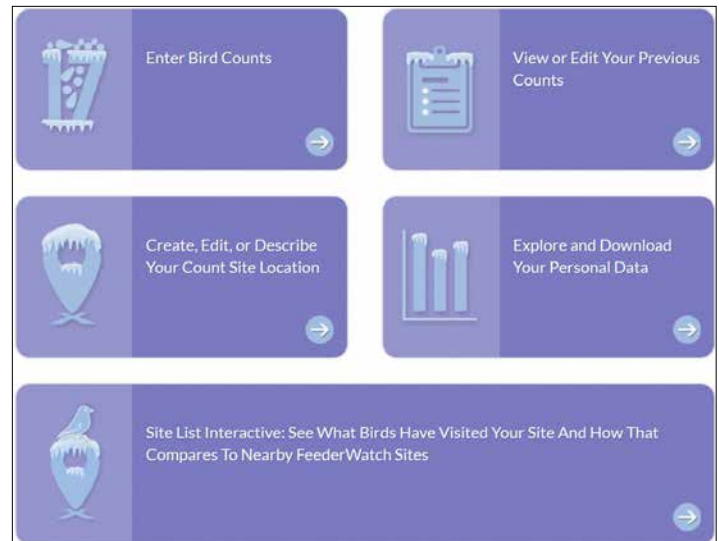 17
Enter Bird Counts
View or Edit Your Previous
Counts
Create, Edit, or Describe
Your Count Site Location
Explore and Download
Your Personal Data
Site List Interactive: See What Birds Have Visited Your Site And How That
Compares To Nearby FeederWatch Sites